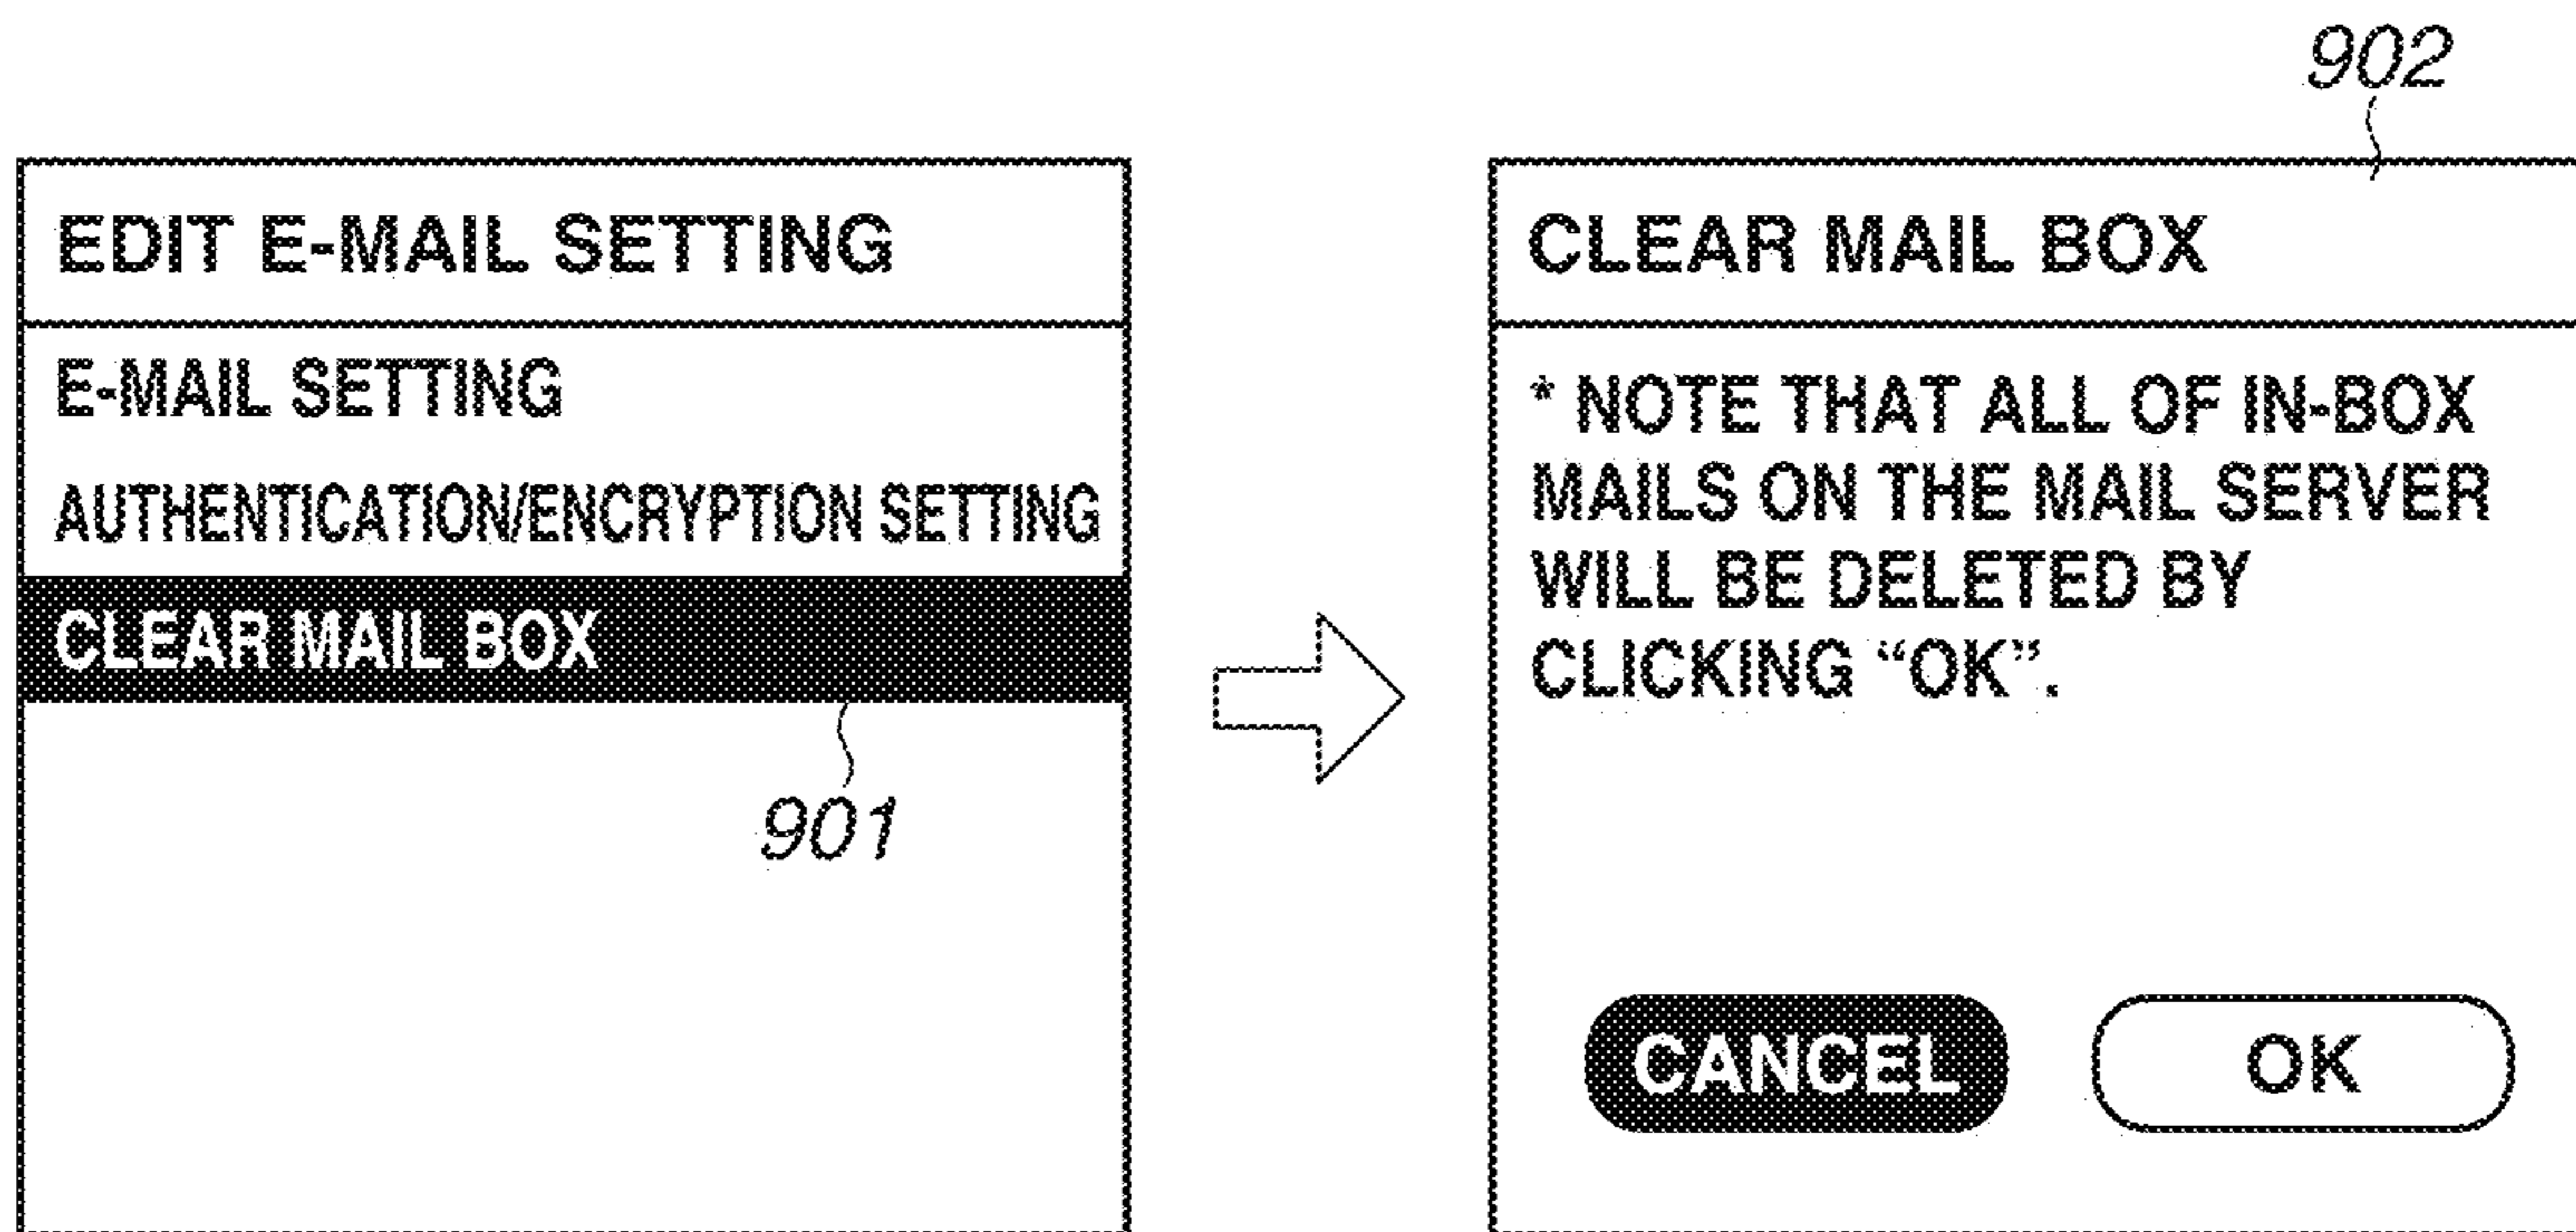 902
EDIT E-MAIL SETTING
E-MAIL SETTING
AUTHENTICATION/ENCRYPTION SETTING
CLEAR MAIL BOX
901
CLEAR MAIL BOX
* NOTE THAT ALL OF IN-BOX
MAILS ON THE MAIL SERVER
WILL BE DELETED BY
CLICKING “OK”.
CANCEL
OK